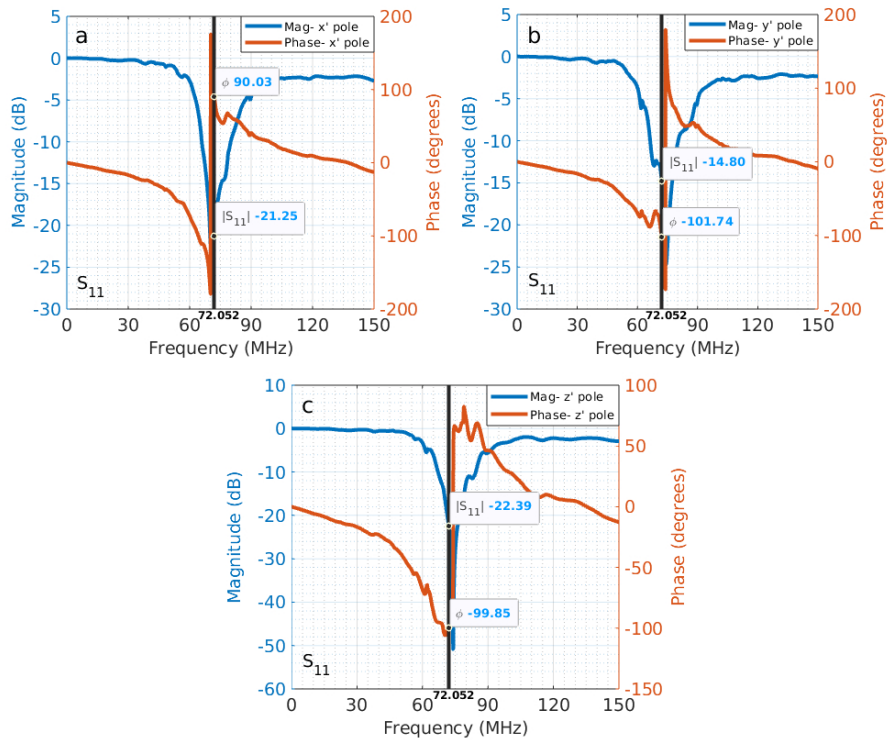 a
Mag- x' pole
Phase- x' pole
5
0
-5
-10
-15
-20
-25
-30
Magnitude (dB)
200
100
0
-100
-200
Phase (degrees)
ϕ 90.03
|S11| -21.25
S11
72.052
0 30 60 90 120 150
Frequency (MHz)
b
Mag- y' pole
Phase- y' pole
5
0
-5
-10
-15
-20
-25
-30
Magnitude (dB)
200
100
0
-100
-200
Phase (degrees)
|S11| -14.80
ϕ -101.74
S11
72.052
0 30 60 90 120 150
Frequency (MHz)
c
Mag- z' pole
Phase- z' pole
10
0
-10
-20
-30
-40
-50
-60
Magnitude (dB)
100
50
0
-50
-100
-150
Phase (degrees)
|S11| -22.39
ϕ -99.85
S11
72.052
0 30 60 90 120 150
Frequency (MHz)